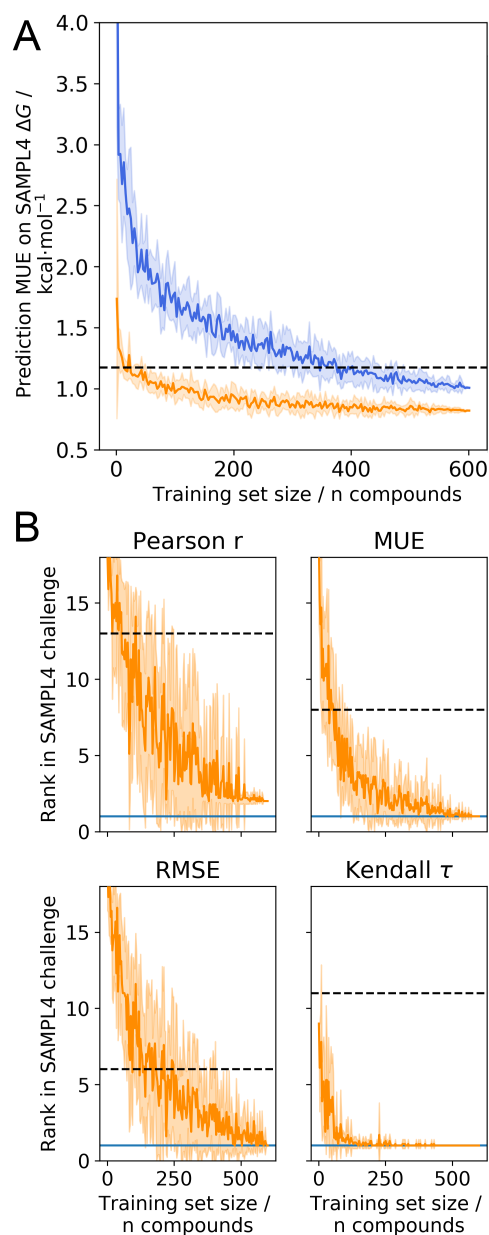 A
Prediction MUE on SAMPL4 ΔG /
kcal·mol⁻¹
4.0
3.5
3.0
2.5
2.0
1.5
1.0
0.5
0 200 400 600
Training set size / n compounds
B
Pearson r MUE
Rank in SAMPL4 challenge
15
10
5
0
RMSE Kendall τ
Rank in SAMPL4 challenge
15
10
5
0
0 250 500 0 250 500
Training set size / Training set size /
n compounds n compounds